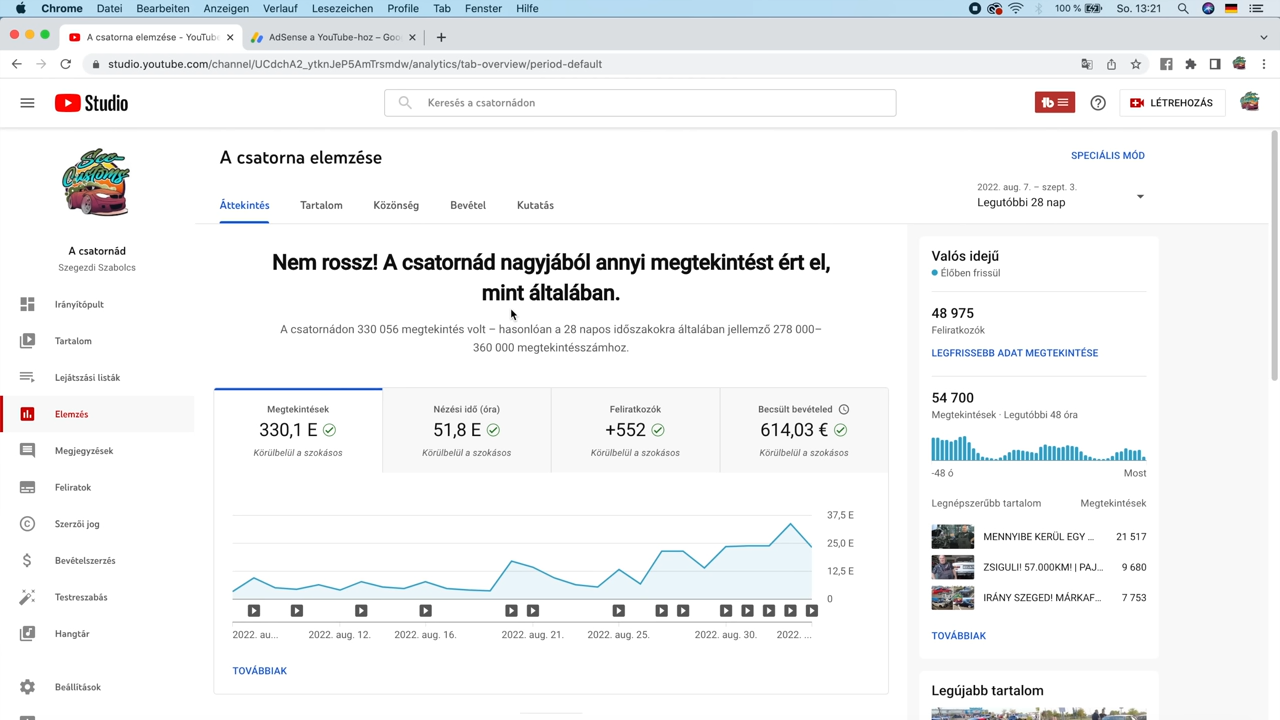 Chrome Datei Bearbeiten Anzeigen Verlauf Lesezeichen Profile Tab Fenster Hilfe 100 % So. 13:21
A csatorna elemzése - YouTube
AdSense a YouTube-hoz – Goo
studio.youtube.com/channel/UCdchA2_ytknJeP5AmTrsmdw/analytics/tab-overview/period-default
Studio
Keresés a csatornádon
tb
LÉTREHOZÁS
See Customs
A csatornád
Szegezdi Szabolcs
Irányítópult
Tartalom
Lejátszási listák
Elemzés
Megjegyzések
Feliratok
Szerzői jog
Bevételszerzés
Testreszabás
Hangtár
Beállítások
A csatorna elemzése
SPECIÁLIS MÓD
Áttekintés Tartalom Közönség Bevétel Kutatás
2022. aug. 7. – szept. 3.
Legutóbbi 28 nap
Nem rossz! A csatornád nagyjából annyi megtekintést ért el,
mint általában.
A csatornádon 330 056 megtekintés volt – hasonlóan a 28 napos időszakokra általában jellemző 278 000–
360 000 megtekintésszámhoz.
Megtekintések
330,1 E
Körülbelül a szokásos
Nézési idő (óra)
51,8 E
Körülbelül a szokásos
Feliratkozók
+552
Körülbelül a szokásos
Becsült bevételed
614,03 €
Körülbelül a szokásos
37,5 E
25,0 E
12,5 E
0
2022. au... 2022. aug. 12. 2022. aug. 16. 2022. aug. 21. 2022. aug. 25. 2022. aug. 30. 2022. ...
TOVÁBBIAK
Valós idejű
Élőben frissül
48 975
Feliratkozók
LEGFRISSEBB ADAT MEGTEKINTÉSE
54 700
Megtekintések · Legutóbbi 48 óra
-48 ó Most
Legnépszerűbb tartalom Megtekintések
MENNYIBE KERÜL EGY ... 21 517
ZSIGULI! 57.000KM! | PAJ... 9 680
IRÁNY SZEGED! MÁRKAF... 7 753
TOVÁBBIAK
Legújabb tartalom